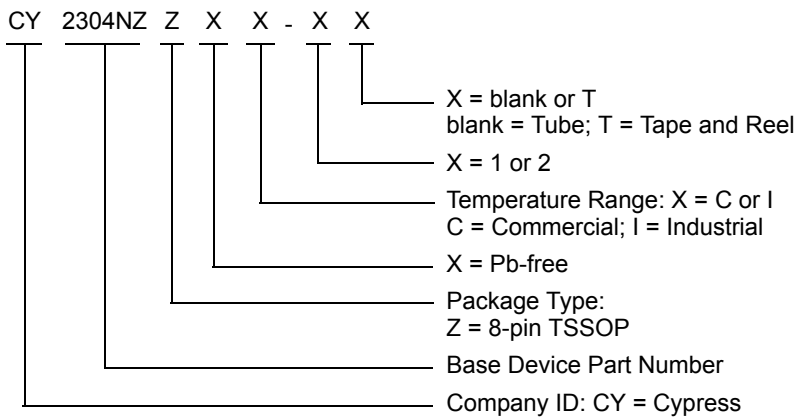 CY 2304NZ Z X X - X X
X = blank or T
blank = Tube; T = Tape and Reel
X = 1 or 2
Temperature Range: X = C or I
C = Commercial; I = Industrial
X = Pb-free
Package Type:
Z = 8-pin TSSOP
Base Device Part Number
Company ID: CY = Cypress